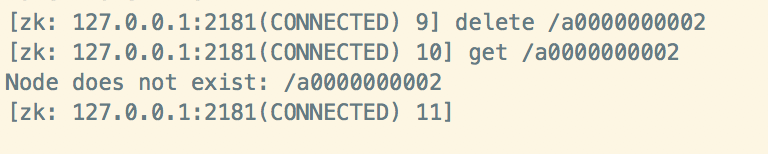 [zk: 127.0.0.1:2181(CONNECTED) 9] delete /a0000000002
[zk: 127.0.0.1:2181(CONNECTED) 10] get /a0000000002
Node does not exist: /a0000000002
[zk: 127.0.0.1:2181(CONNECTED) 11]